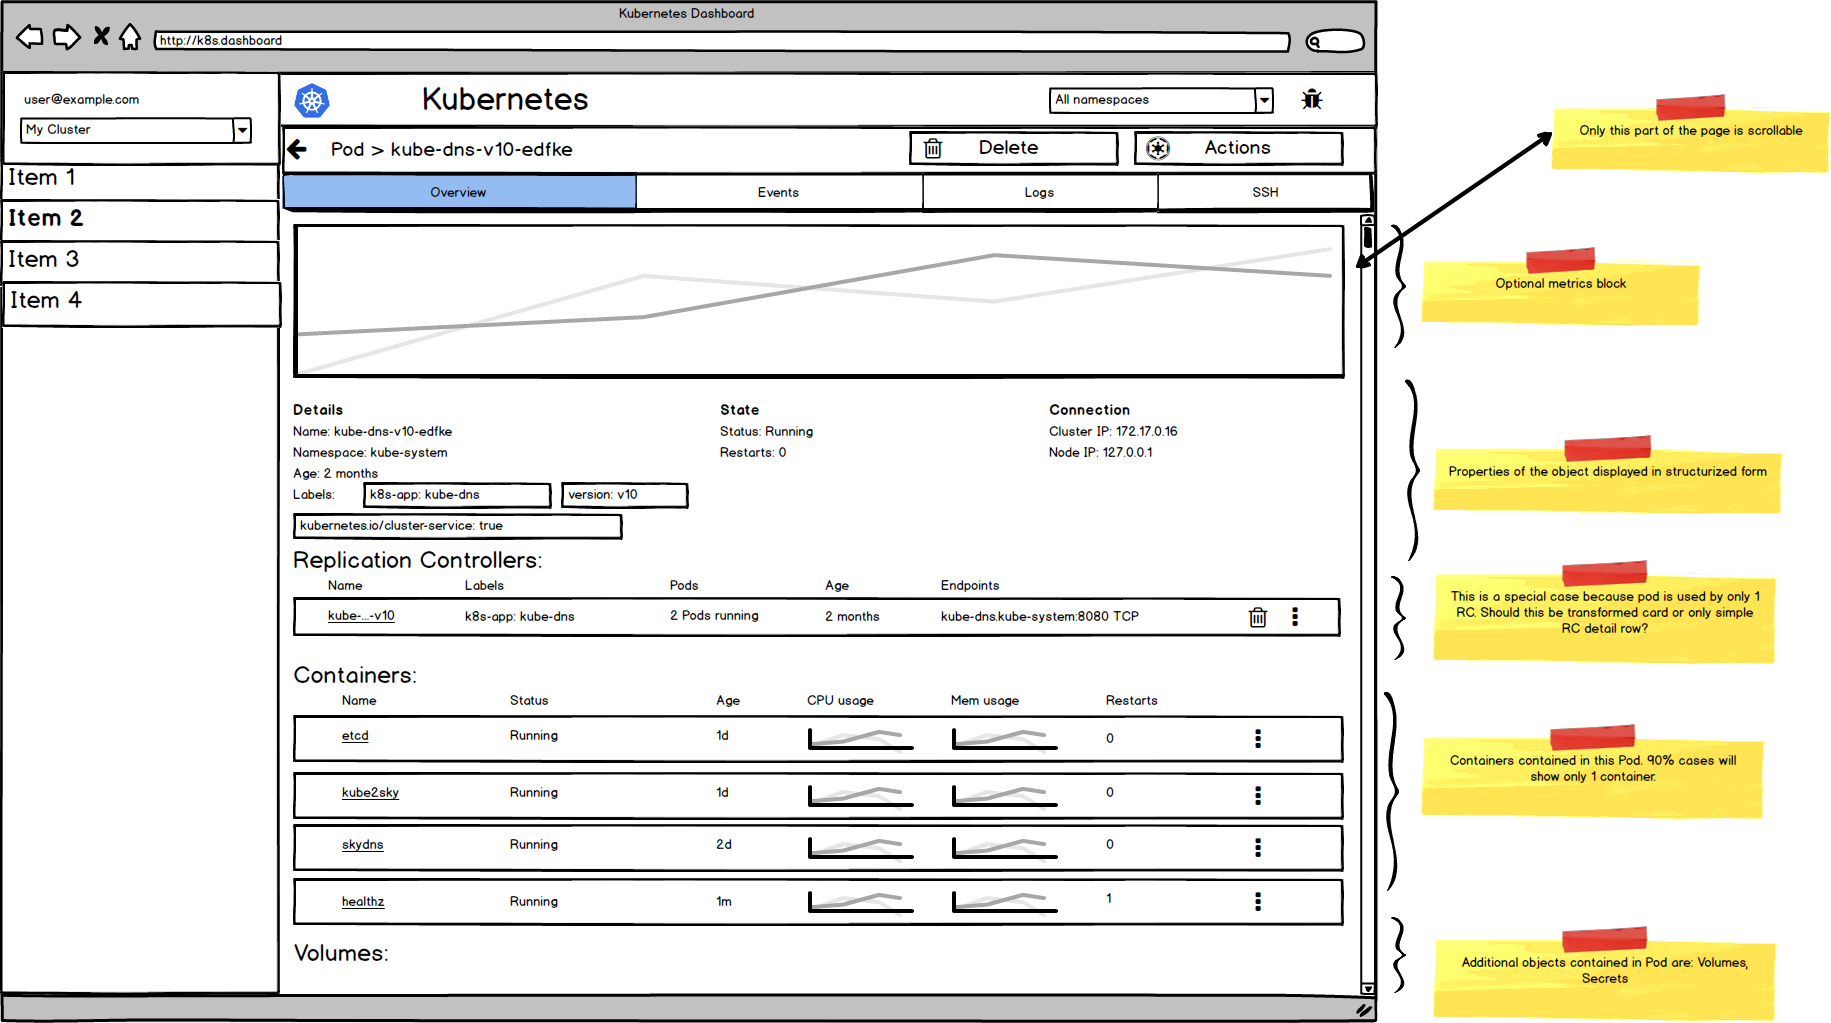 Kubernetes Dashboard
http://k8s.dashboard
user@example.com
My Cluster
Item 1
Item 2
Item 3
Item 4
Kubernetes
All namespaces
Pod > kube-dns-v10-edfke
Delete
Actions
Overview Events Logs SSH
Details
Name: kube-dns-v10-edfke
Namespace: kube-system
Age: 2 months
Labels: k8s-app: kube-dns version: v10
kubernetes.io/cluster-service: true
State
Status: Running
Restarts: 0
Connection
Cluster IP: 172.17.0.16
Node IP: 127.0.0.1
Replication Controllers:
Name Labels Pods Age Endpoints
kube-...-v10 k8s-app: kube-dns 2 Pods running 2 months kube-dns.kube-system:8080 TCP
Containers:
Name Status Age CPU usage Mem usage Restarts
etcd Running 1d 0
kube2sky Running 1d 0
skydns Running 2d 0
healthz Running 1m 1
Volumes:
Only this part of the page is scrollable
Optional metrics block
Properties of the object displayed in structurized form
This is a special case because pod is used by only 1
RC. Should this be transformed card or only simple
RC detail row?
Containers contained in this Pod. 90% cases will
show only 1 container.
Additional objects contained in Pod are: Volumes,
Secrets